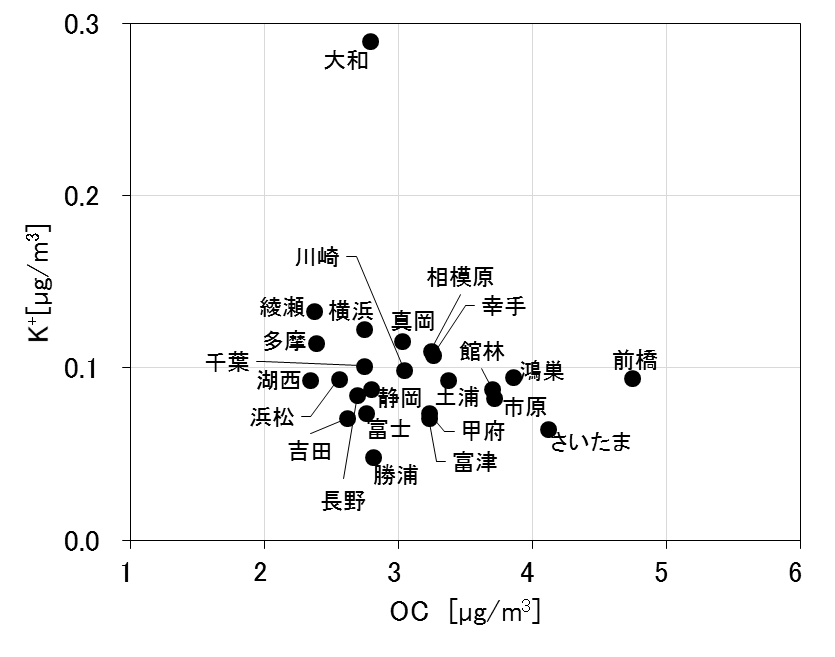 0.3
大和
0.2
K⁺[μg/m³]
川崎
相模原
綾瀬
横浜
真岡
幸手
多摩
千葉
館林
前橋
0.1
湖西
鴻巣
静岡
土浦
浜松
富士
市原
吉田
甲府
さいたま
富津
勝浦
長野
0.0
1 2 3 4 5 6
OC [μg/m³]